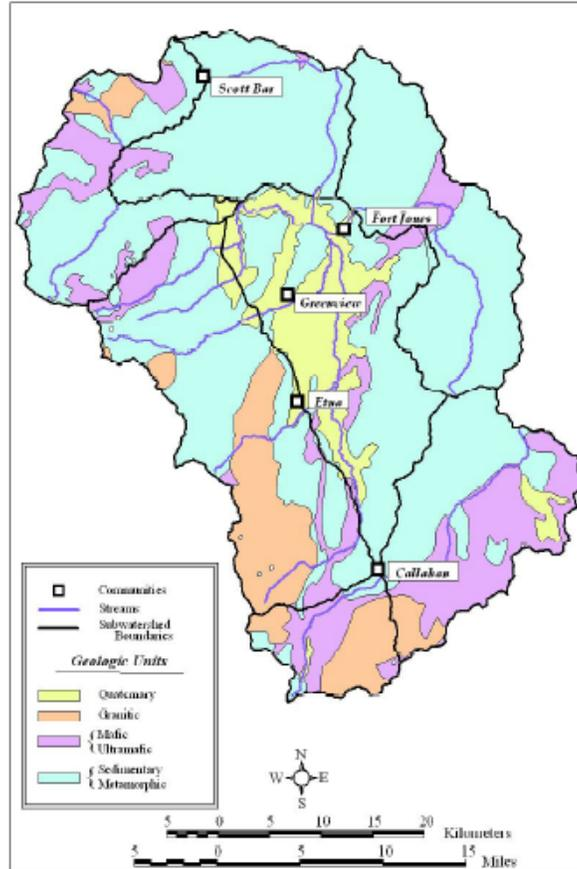 Scott Bar
Fort Jones
Greenview
Etna
Callahan
Communities
Streams
Subwatershed
Boundaries
Geologic Units
Quaternary
Granitic
Mafic
Ultramafic
Sedimentary
Metamorphic
N
W E
S
5 0 5 10 15 20
Kilometers
5 0 5 10 15
Miles